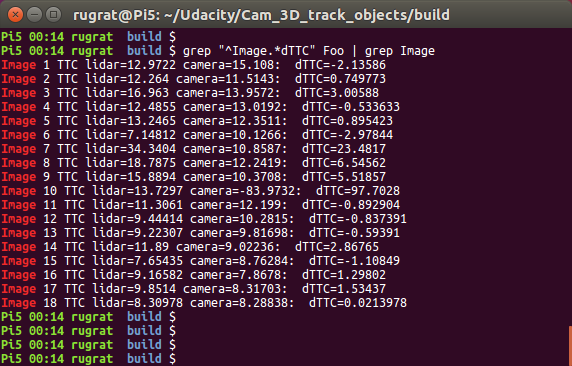 rugrat@Pi5: ~/Udacity/Cam_3D_track_objects/build
Pi5 00:14 rugrat  build $
Pi5 00:14 rugrat  build $ grep "^Image.*dTTC" Foo | grep Image
Image 1 TTC lidar=12.9722 camera=15.108:  dTTC=-2.13586
Image 2 TTC lidar=12.264 camera=11.5143:  dTTC=0.749773
Image 3 TTC lidar=16.963 camera=13.9572:  dTTC=3.00588
Image 4 TTC lidar=12.4855 camera=13.0192:  dTTC=-0.533633
Image 5 TTC lidar=13.2465 camera=12.3511:  dTTC=0.895423
Image 6 TTC lidar=7.14812 camera=10.1266:  dTTC=-2.97844
Image 7 TTC lidar=34.3404 camera=10.8587:  dTTC=23.4817
Image 8 TTC lidar=18.7875 camera=12.2419:  dTTC=6.54562
Image 9 TTC lidar=15.8894 camera=10.3708:  dTTC=5.51857
Image 10 TTC lidar=13.7297 camera=-83.9732:  dTTC=97.7028
Image 11 TTC lidar=11.3061 camera=12.199:  dTTC=-0.892904
Image 12 TTC lidar=9.44414 camera=10.2815:  dTTC=-0.837391
Image 13 TTC lidar=9.22307 camera=9.81698:  dTTC=-0.59391
Image 14 TTC lidar=11.89 camera=9.02236:  dTTC=2.86765
Image 15 TTC lidar=7.65435 camera=8.76284:  dTTC=-1.10849
Image 16 TTC lidar=9.16582 camera=7.8678:  dTTC=1.29802
Image 17 TTC lidar=9.8514 camera=8.31703:  dTTC=1.53437
Image 18 TTC lidar=8.30978 camera=8.28838:  dTTC=0.0213978
Pi5 00:14 rugrat  build $
Pi5 00:14 rugrat  build $
Pi5 00:14 rugrat  build $
Pi5 00:14 rugrat  build $